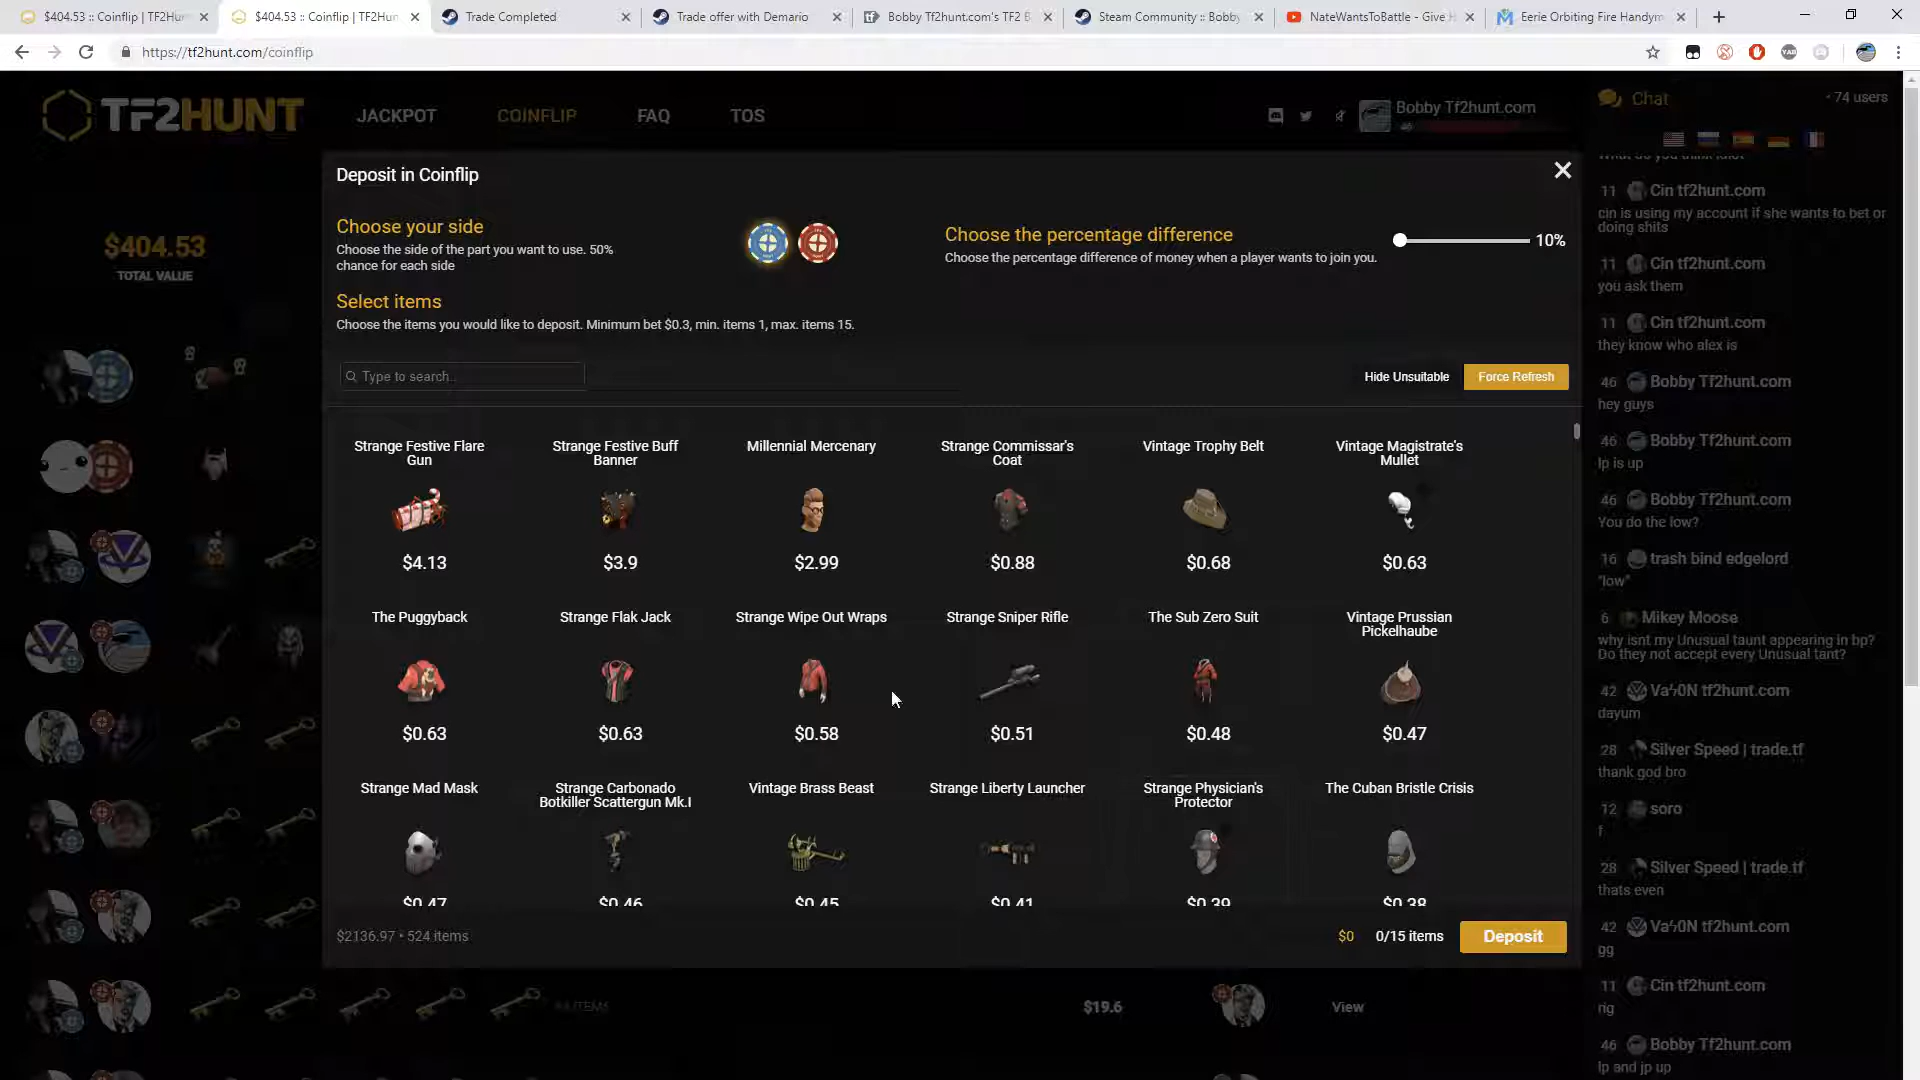 $404.53 :: Coinflip | TF2Hun
$404.53 :: Coinflip | TF2Hun
Trade Completed
Trade offer with Demario
Bobby Tf2hunt.com's TF2 B
Steam Community :: Bobby
NateWantsToBattle - Give H
Eerie Orbiting Fire Handym
https://tf2hunt.com/coinflip
TF2HUNT
JACKPOT
COINFLIP
FAQ
TOS
Bobby Tf2hunt.com
46
Chat
• 74 users
$404.53
TOTAL VALUE
Deposit in Coinflip
Choose your side
Choose the side of the part you want to use. 50%
chance for each side
Choose the percentage difference
Choose the percentage difference of money when a player wants to join you.
10%
Select items
Choose the items you would like to deposit. Minimum bet $0.3, min. items 1, max. items 15.
Type to search..
Hide Unsuitable
Force Refresh
Strange Festive Flare
Gun
Strange Festive Buff
Banner
Millennial Mercenary
Strange Commissar's
Coat
Vintage Trophy Belt
Vintage Magistrate's
Mullet
$4.13
$3.9
$2.99
$0.88
$0.68
$0.63
The Puggyback
Strange Flak Jack
Strange Wipe Out Wraps
Strange Sniper Rifle
The Sub Zero Suit
Vintage Prussian
Pickelhaube
$0.63
$0.63
$0.58
$0.51
$0.48
$0.47
Strange Mad Mask
Strange Carbonado
Botkiller Scattergun Mk.I
Vintage Brass Beast
Strange Liberty Launcher
Strange Physician's
Protector
The Cuban Bristle Crisis
$0.47
$0.46
$0.45
$0.41
$0.39
$0.38
$2136.97 • 524 items
$0
0/15 items
Deposit
$19.6
View
11 Cin tf2hunt.com
cin is using my account if she wants to bet or
doing shits
11 Cin tf2hunt.com
you ask them
11 Cin tf2hunt.com
they know who alex is
46 Bobby Tf2hunt.com
hey guys
46 Bobby Tf2hunt.com
lp is up
46 Bobby Tf2hunt.com
You do the low?
16 trash bind edgelord
"low"
6 Mikey Moose
why isnt my Unusual taunt appearing in bp?
Do they not accept every Unusual tant?
42 Vaϟ0N tf2hunt.com
dayum
28 Silver Speed | trade.tf
thank god bro
12 soro
f
28 Silver Speed | trade.tf
thats even
42 Vaϟ0N tf2hunt.com
gg
11 Cin tf2hunt.com
rig
46 Bobby Tf2hunt.com
lp and jp up